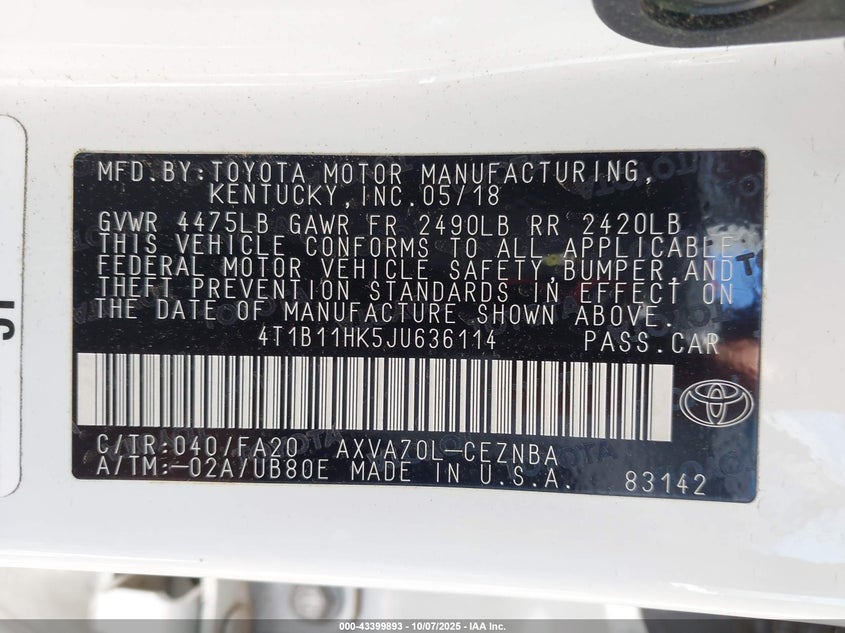 MFD.BY:TOYOTA MOTOR MANUFACTURING,
KENTUCKY,INC.05/18
GVWR 4475LB GAWR FR 2490LB RR 2420LB
THIS VEHICLE CONFORMS TO ALL APPLICABLE
FEDERAL MOTOR VEHICLE SAFETY,BUMPER,AND
THEFT PREVENTION STANDARDS IN EFFECT ON
THE DATE OF MANUFACTURE SHOWN ABOVE.
4T1B11HK5JU636114 PASS.CAR
C/TR:040/FA20 AXVA70L-CEZNBA
A/TM:-02A/UB80E MADE IN U.S.A. 83142
000-43399893 - 10/07/2025 - IAA Inc.